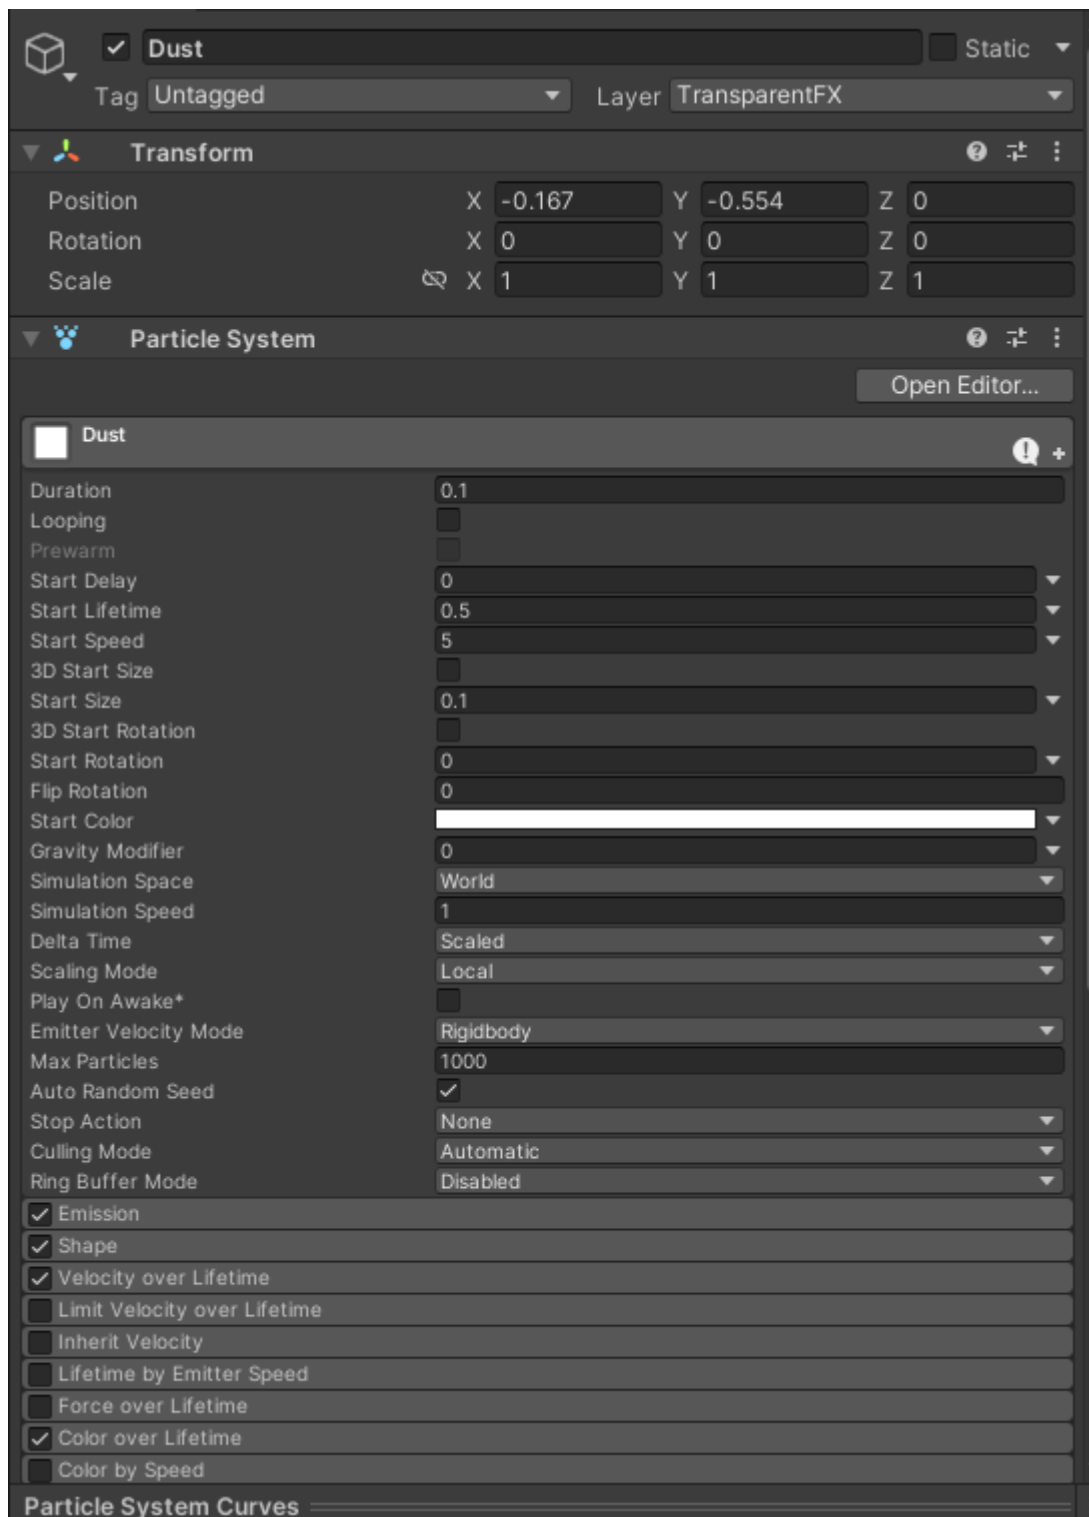 Dust Static
Tag Untagged Layer TransparentFX
Transform
Position X -0.167 Y -0.554 Z 0
Rotation X 0 Y 0 Z 0
Scale X 1 Y 1 Z 1
Particle System
Open Editor...
Dust
Duration 0.1
Looping
Prewarm
Start Delay 0
Start Lifetime 0.5
Start Speed 5
3D Start Size
Start Size 0.1
3D Start Rotation
Start Rotation 0
Flip Rotation 0
Start Color
Gravity Modifier 0
Simulation Space World
Simulation Speed 1
Delta Time Scaled
Scaling Mode Local
Play On Awake*
Emitter Velocity Mode Rigidbody
Max Particles 1000
Auto Random Seed
Stop Action None
Culling Mode Automatic
Ring Buffer Mode Disabled
Emission
Shape
Velocity over Lifetime
Limit Velocity over Lifetime
Inherit Velocity
Lifetime by Emitter Speed
Force over Lifetime
Color over Lifetime
Color by Speed
Particle System Curves